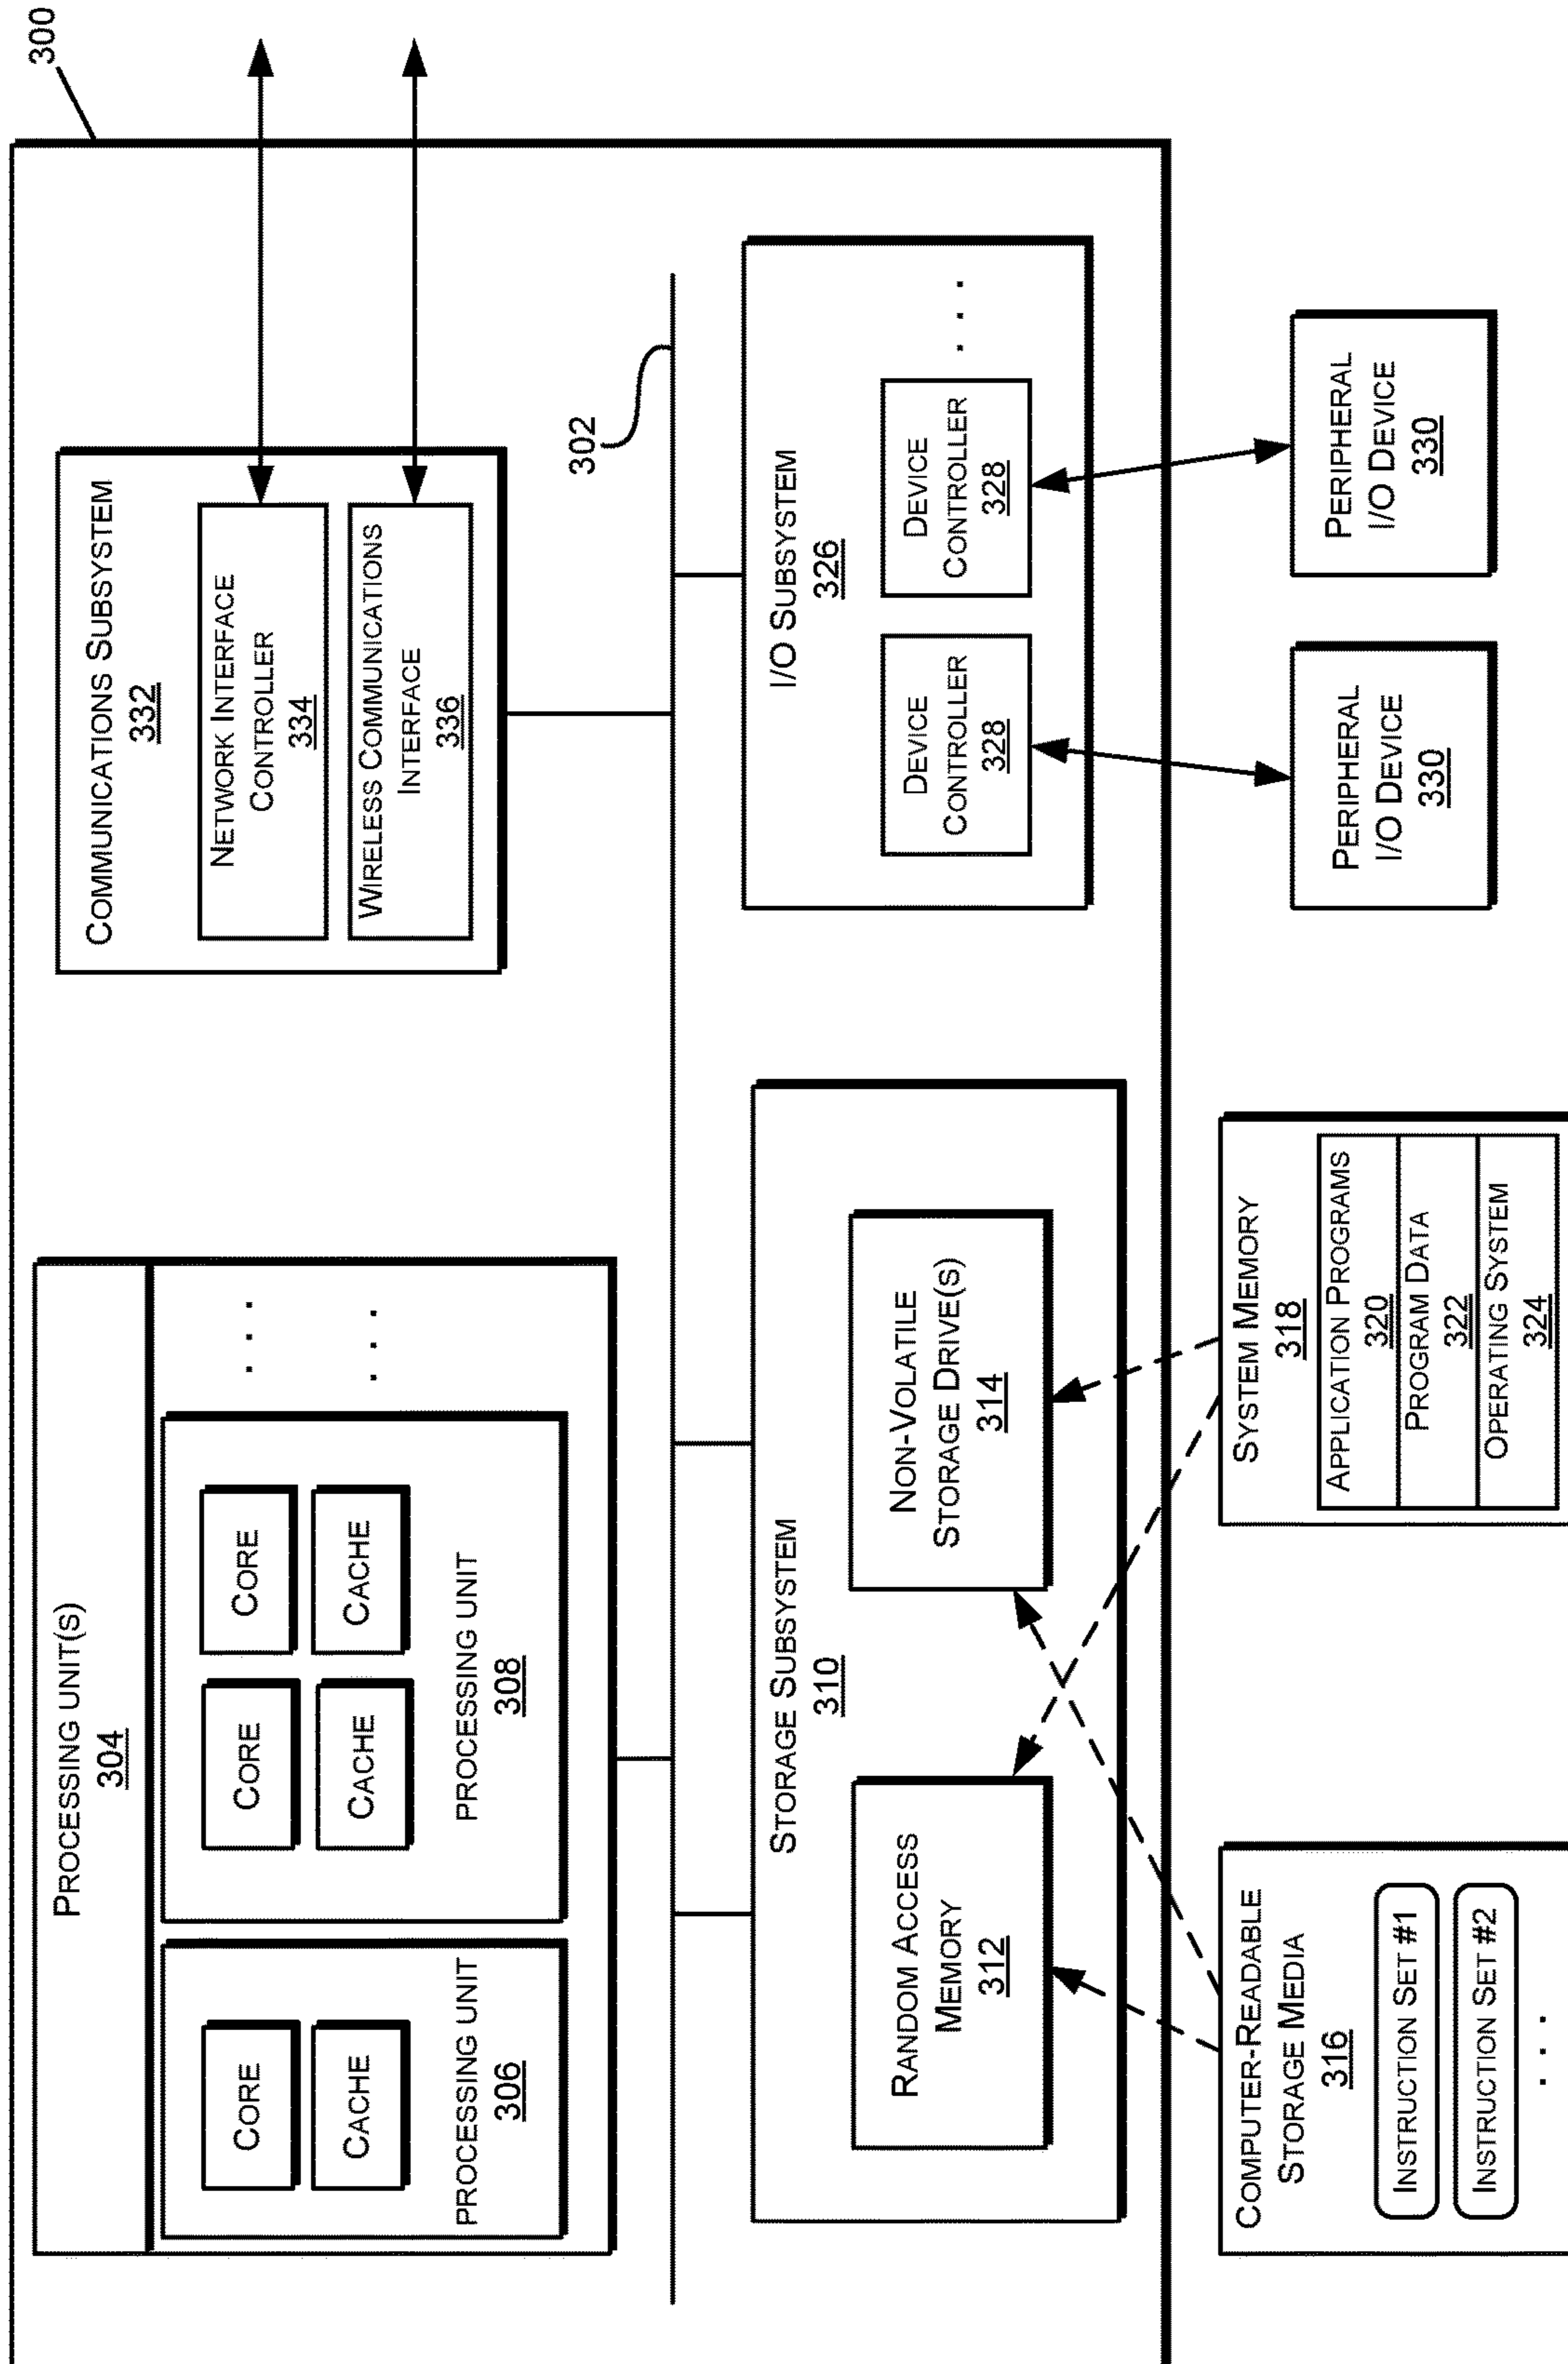 300
PROCESSING UNIT(S)
304
CORE
CACHE
PROCESSING UNIT
306
CORE
CORE
CACHE
CACHE
PROCESSING UNIT
308
. . .
. . .
COMMUNICATIONS SUBSYSTEM
332
NETWORK INTERFACE
CONTROLLER
334
WIRELESS COMMUNICATIONS
INTERFACE
336
302
STORAGE SUBSYSTEM
310
RANDOM ACCESS
MEMORY
312
NON-VOLATILE
STORAGE DRIVE(S)
314
I/O SUBSYSTEM
326
DEVICE
CONTROLLER
328
DEVICE
CONTROLLER
328
. . .
COMPUTER-READABLE
STORAGE MEDIA
316
INSTRUCTION SET #1
INSTRUCTION SET #2
. . .
SYSTEM MEMORY
318
APPLICATION PROGRAMS
320
PROGRAM DATA
322
OPERATING SYSTEM
324
PERIPHERAL
I/O DEVICE
330
PERIPHERAL
I/O DEVICE
330